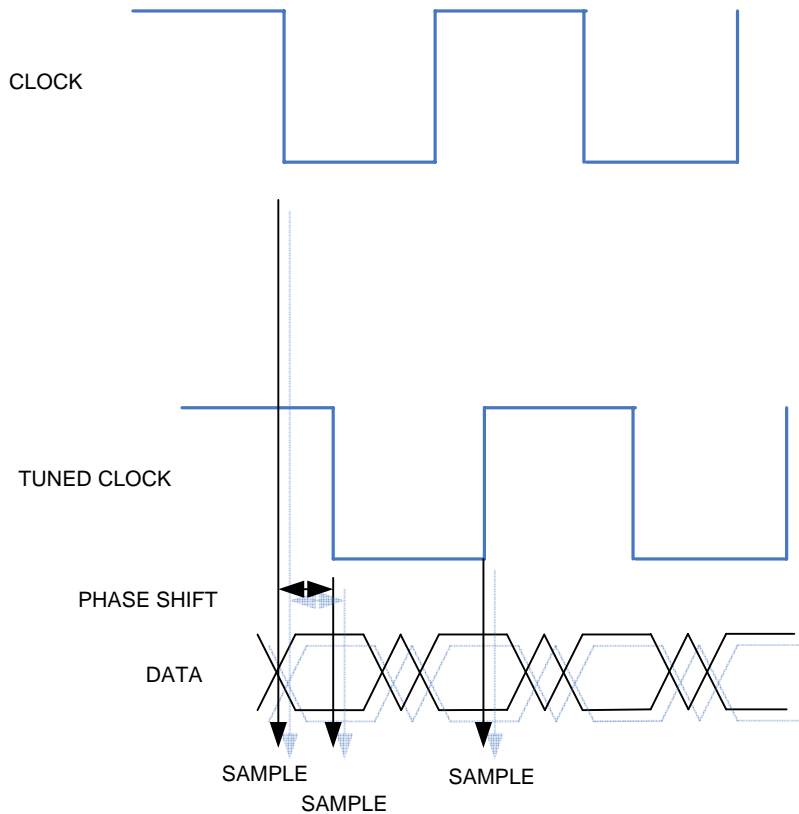 CLOCK
TUNED CLOCK
PHASE SHIFT
DATA
SAMPLE
SAMPLE
SAMPLE